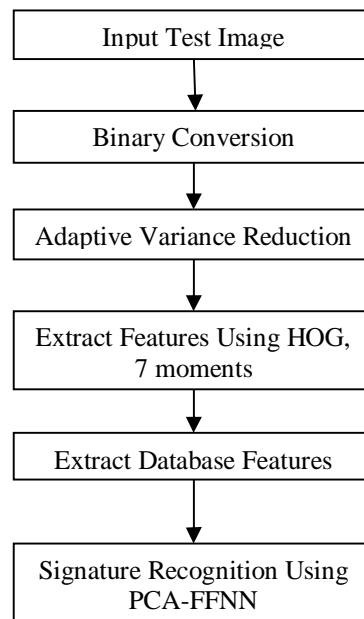 Input Test Image
Binary Conversion
Adaptive Variance Reduction
Extract Features Using HOG,
7 moments
Extract Database Features
Signature Recognition Using
PCA-FFNN